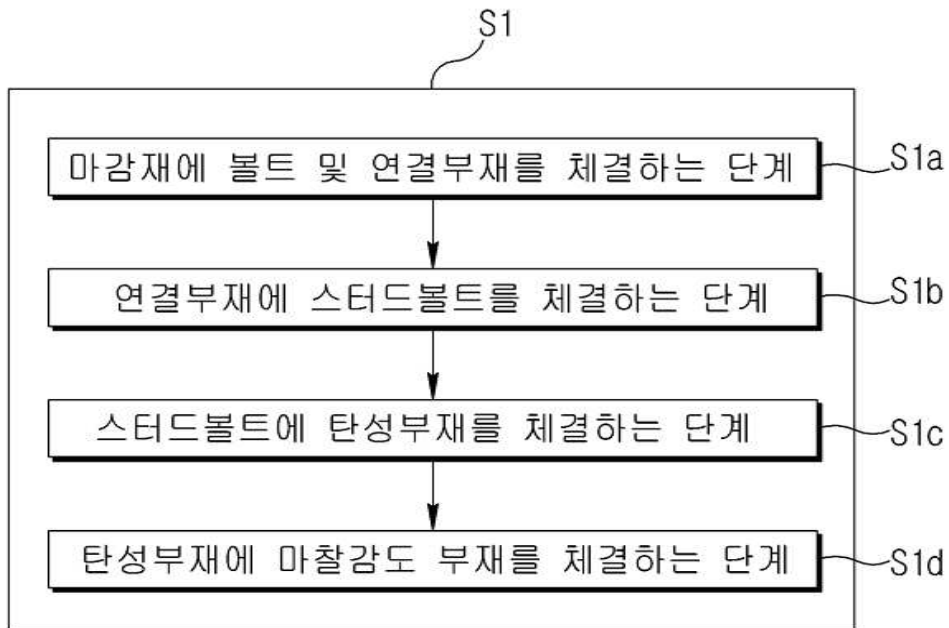 S1
마감재에 볼트 및 연결부재를 체결하는 단계
S1a
연결부재에 스터드볼트를 체결하는 단계
S1b
스터드볼트에 탄성부재를 체결하는 단계
S1c
탄성부재에 마찰감도 부재를 체결하는 단계
S1d